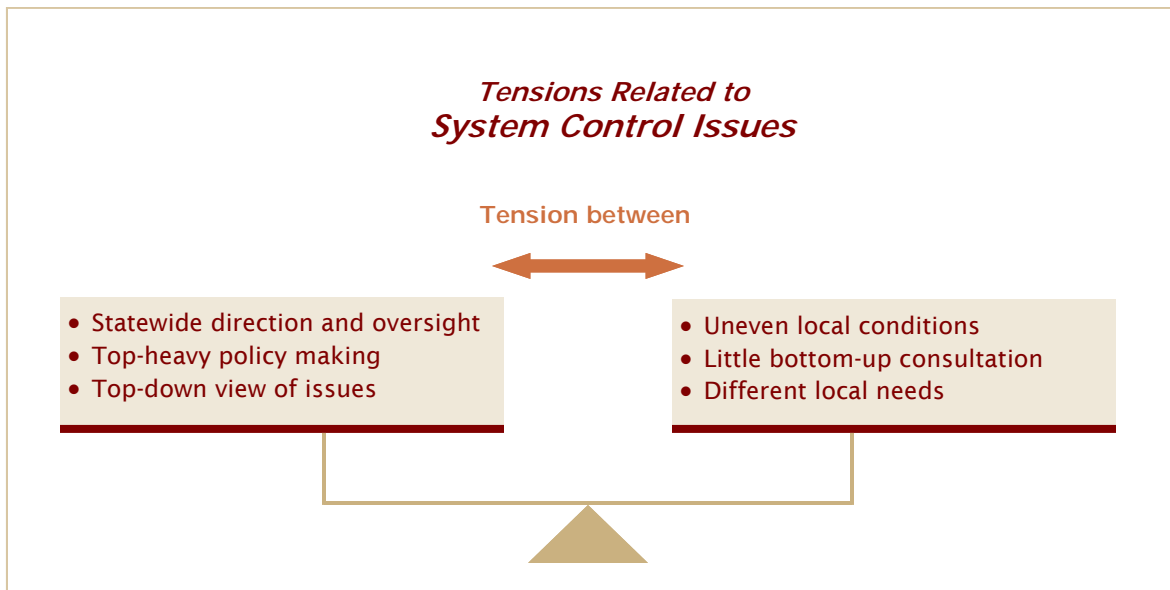 Tensions Related to
System Control Issues
Tension between
• Statewide direction and oversight
• Top-heavy policy making
• Top-down view of issues
• Uneven local conditions
• Little bottom-up consultation
• Different local needs